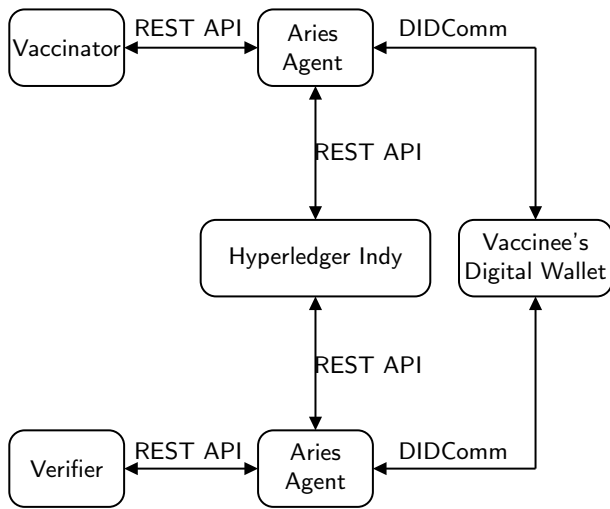 REST API
DIDComm
Vaccinator
Aries
Agent
REST API
Hyperledger Indy
Vaccinee's
Digital Wallet
REST API
REST API
DIDComm
Verifier
Aries
Agent